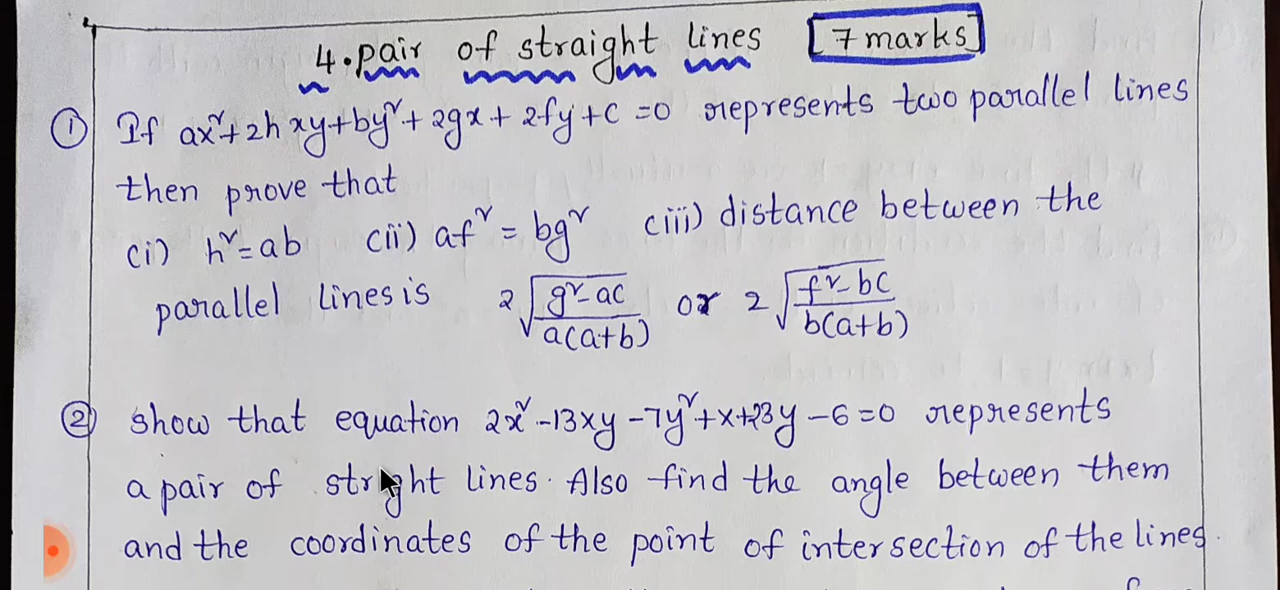 4. pair of straight lines [7 marks]
① If ax²+2hxy+by²+2gx+2fy+c=0 represents two parallel lines
then prove that
(i) h²=ab (ii) af² = bg² (iii) distance between the
parallel lines is 2√((g²-ac)/(a(a+b))) or 2√((f²-bc)/(b(a+b)))
② show that equation 2x²-13xy-7y²+x+23y-6=0 represents
a pair of lines. Also find the angle between them
and the coordinates of the point of intersection of the lines.